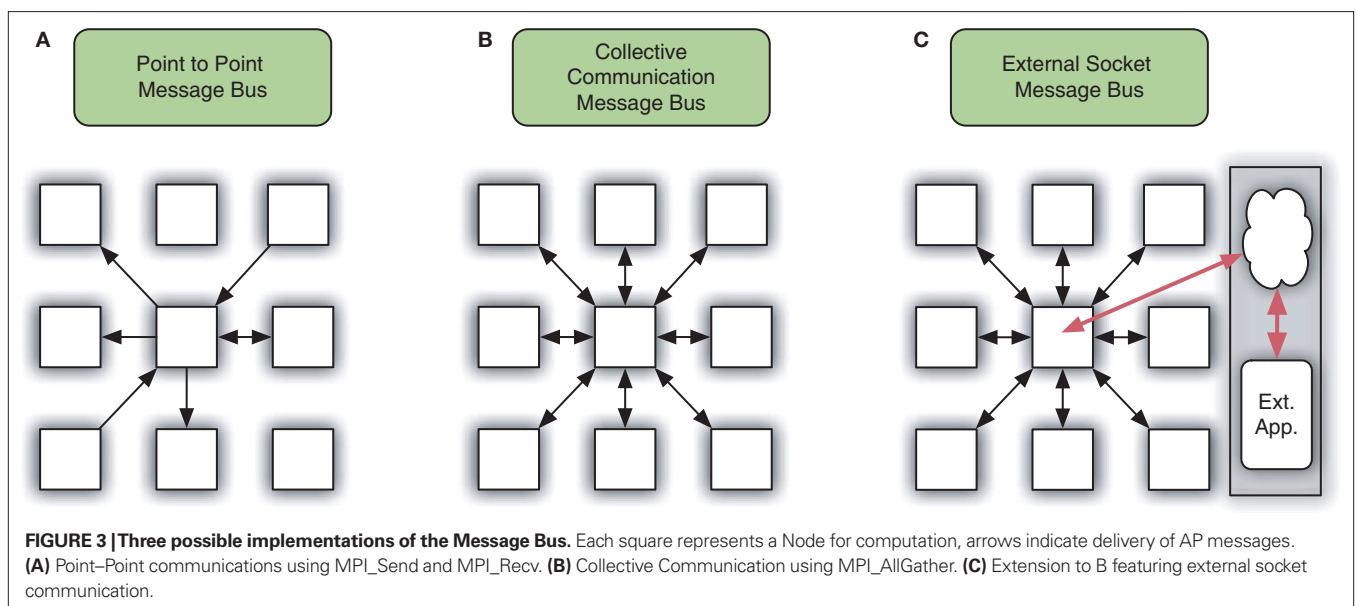 A
Point to Point
Message Bus
B
Collective
Communication
Message Bus
C
External Socket
Message Bus
Ext.
App.
FIGURE 3 | Three possible implementations of the Message Bus. Each square represents a Node for computation, arrows indicate delivery of AP messages.
(A) Point–Point communications using MPI_Send and MPI_Recv. (B) Collective Communication using MPI_AllGather. (C) Extension to B featuring external socket
communication.